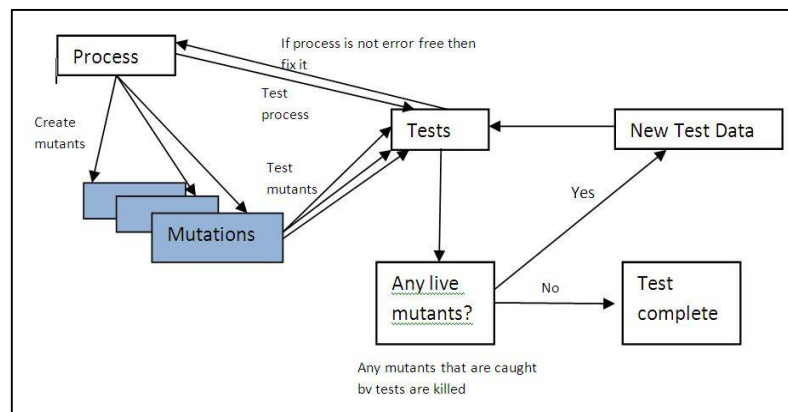 If process is not error free then
fix it
Process
Test
process
Create
mutants
Tests
New Test Data
Test
mutants
Yes
Mutations
Any live
mutants?
No
Test
complete
Any mutants that are caught
by tests are killed